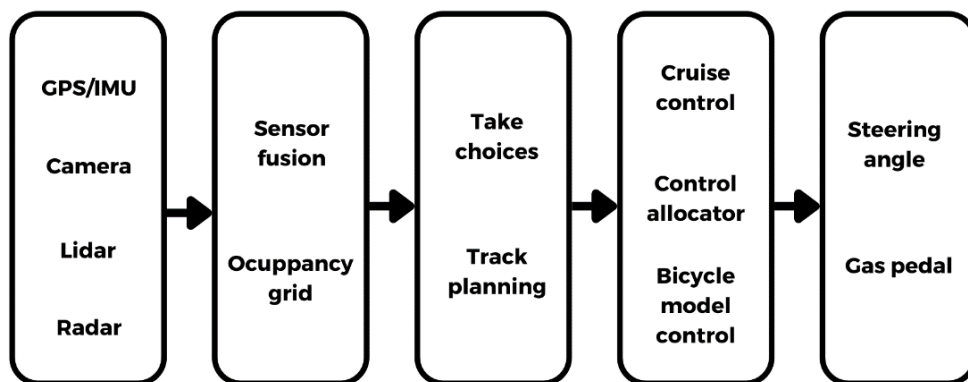 GPS/IMU
Camera
Lidar
Radar
Sensor
fusion
Ocuppancy
grid
Take
choices
Track
planning
Cruise
control
Control
allocator
Bicycle
model
control
Steering
angle
Gas pedal